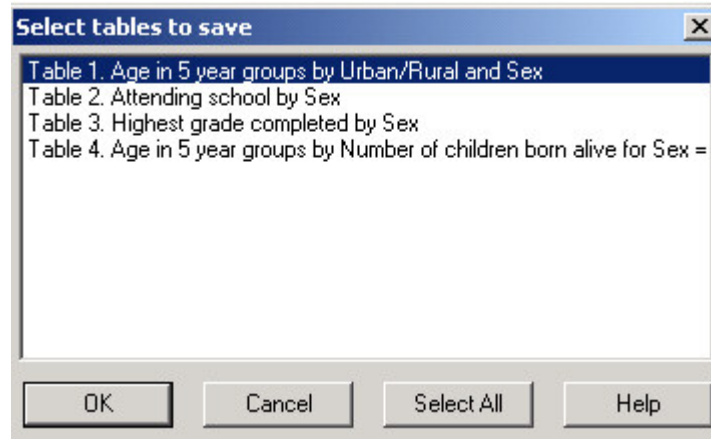 Select tables to save
Table 1. Age in 5 year groups by Urban/Rural and Sex
Table 2. Attending school by Sex
Table 3. Highest grade completed by Sex
Table 4. Age in 5 year groups by Number of children born alive for Sex =
OK Cancel Select All Help